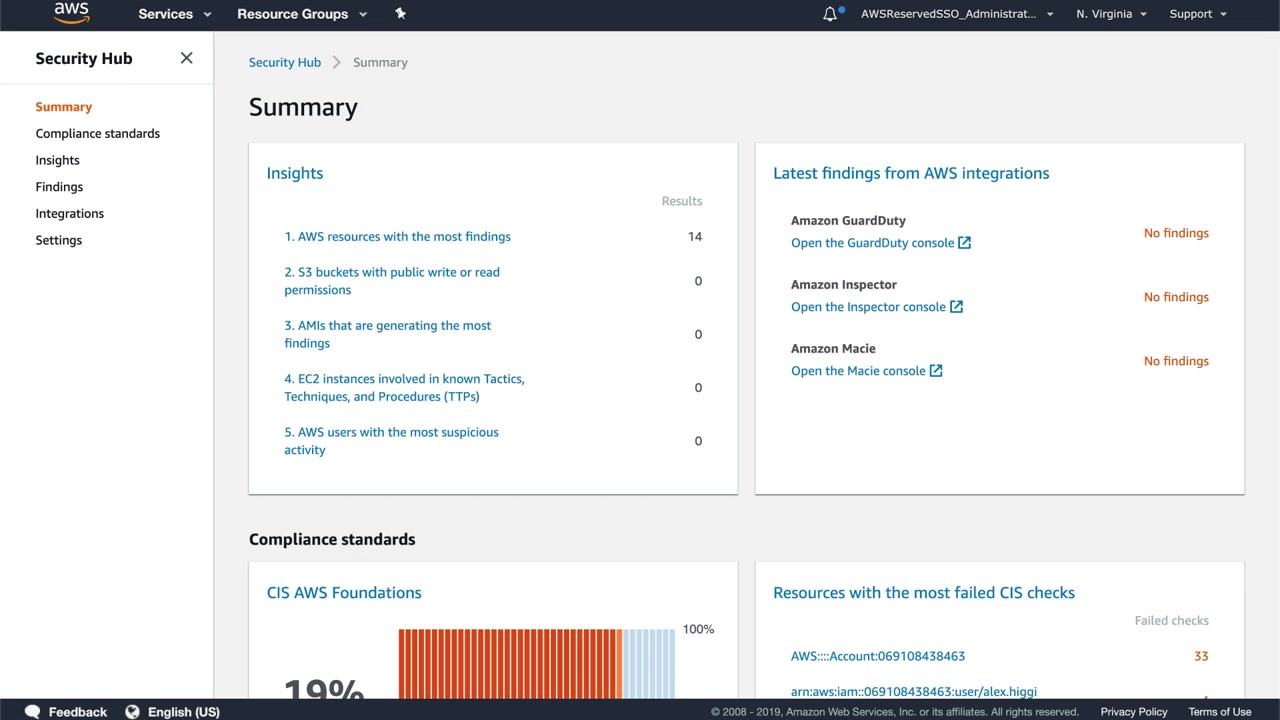 aws
Services
Resource Groups
AWSReservedSSO_Administrat...
N. Virginia
Support
Security Hub
Summary
Compliance standards
Insights
Findings
Integrations
Settings
Security Hub
Summary
Summary
Insights
Results
1. AWS resources with the most findings
14
2. S3 buckets with public write or read
permissions
0
3. AMIs that are generating the most
findings
0
4. EC2 instances involved in known Tactics,
Techniques, and Procedures (TTPs)
0
5. AWS users with the most suspicious
activity
0
Latest findings from AWS integrations
Amazon GuardDuty
Open the GuardDuty console
No findings
Amazon Inspector
Open the Inspector console
No findings
Amazon Macie
Open the Macie console
No findings
Compliance standards
CIS AWS Foundations
100%
19%
Resources with the most failed CIS checks
Failed checks
AWS::::Account:069108438463
33
arn:aws:iam::069108438463:user/alex.higgi
Feedback
English (US)
© 2008 - 2019, Amazon Web Services, Inc. or its affiliates. All rights reserved.
Privacy Policy
Terms of Use